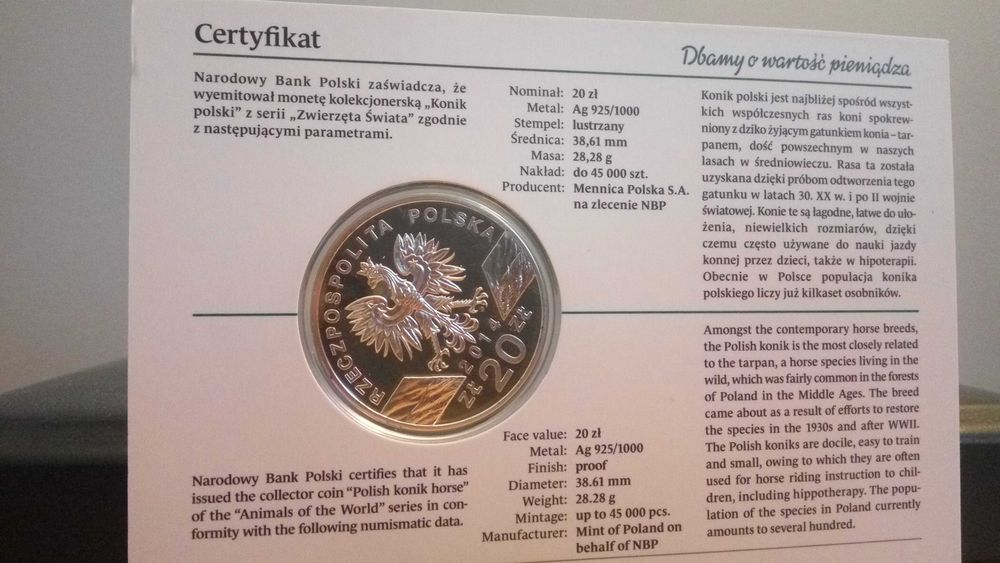 Certyfikat
Dbamy o wartość pieniądza
Narodowy Bank Polski zaświadcza, że
wyemitował monetę kolekcjonerską „Konik
polski” z serii „Zwierzęta Świata” zgodnie
z następującymi parametrami.
Nominał: 20 zł
Metal: Ag 925/1000
Stempel: lustrzany
Średnica: 38,61 mm
Masa: 28,28 g
Nakład: do 45 000 szt.
Producent: Mennica Polska S.A.
na zlecenie NBP
Konik polski jest najbliżej spośród wszyst-
kich współczesnych ras koni spokrew-
niony z dziko żyjącym gatunkiem konia – tar-
panem, dość powszechnym w naszych
lasach w średniowieczu. Rasa ta została
uzyskana dzięki próbom odtworzenia tego
gatunku w latach 30. XX w. i po II wojnie
światowej. Konie te są łagodne, łatwe do uło-
żenia, niewielkich rozmiarów, dzięki
czemu często używane do nauki jazdy
konnej przez dzieci, także w hipoterapii.
Obecnie w Polsce populacja konika
polskiego liczy już kilkaset osobników.
RZECZPOSPOLITA POLSKA
2014
ZŁ 20 ZŁ
Narodowy Bank Polski certifies that it has
issued the collector coin “Polish konik horse”
of the “Animals of the World” series in con-
formity with the following numismatic data.
Face value: 20 zł
Metal: Ag 925/1000
Finish: proof
Diameter: 38.61 mm
Weight: 28.28 g
Mintage: up to 45 000 pcs.
Manufacturer: Mint of Poland on
behalf of NBP
Amongst the contemporary horse breeds,
the Polish konik is the most closely related
to the tarpan, a horse species living in the
wild, which was fairly common in the forests
of Poland in the Middle Ages. The breed
came about as a result of efforts to restore
the species in the 1930s and after WWII.
The Polish koniks are docile, easy to train
and small, owing to which they are often
used for horse riding instruction to chil-
dren, including hippotherapy. The popu-
lation of the species in Poland currently
amounts to several hundred.